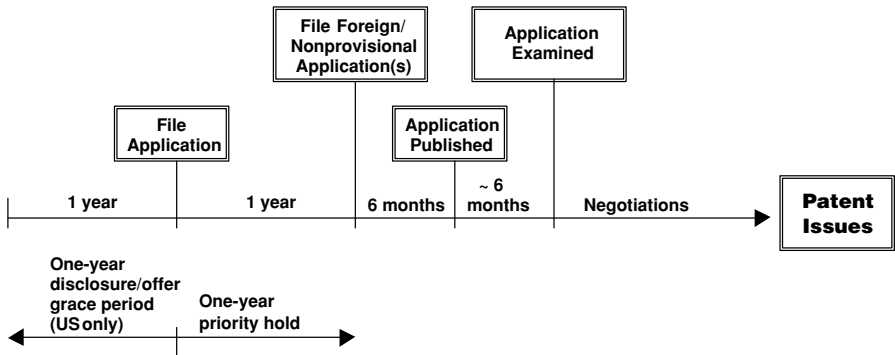 File Foreign/
Nonprovisional
Application(s)
Application
Examined
File
Application
Application
Published
1 year
1 year
6 months
~ 6
months
Negotiations
Patent
Issues
One-year
disclosure/offer
grace period
(US only)
One-year
priority hold